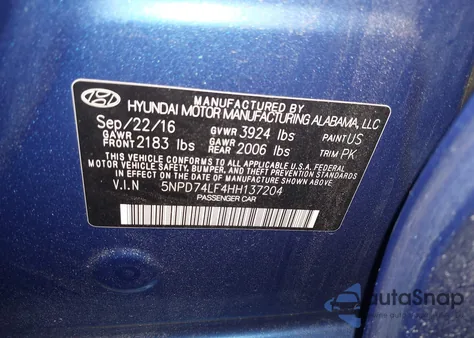 MANUFACTURED BY
HYUNDAI MOTOR MANUFACTURING ALABAMA, LLC
Sep/22/16 GVWR 3924 lbs PAINT US
GAWR FRONT 2183 lbs GAWR REAR 2006 lbs TRIM PK
THIS VEHICLE CONFORMS TO ALL APPLICABLE U.S. FEDERAL
MOTOR VEHICLE SAFETY, BUMPER, AND THEFT PREVENTION
STANDARDS IN EFFECT ON THE DATE OF MANUFACTURE SHOWN ABOVE.
V.I.N 5NPD74LF4HH137204
PASSENGER CAR
autoSnap